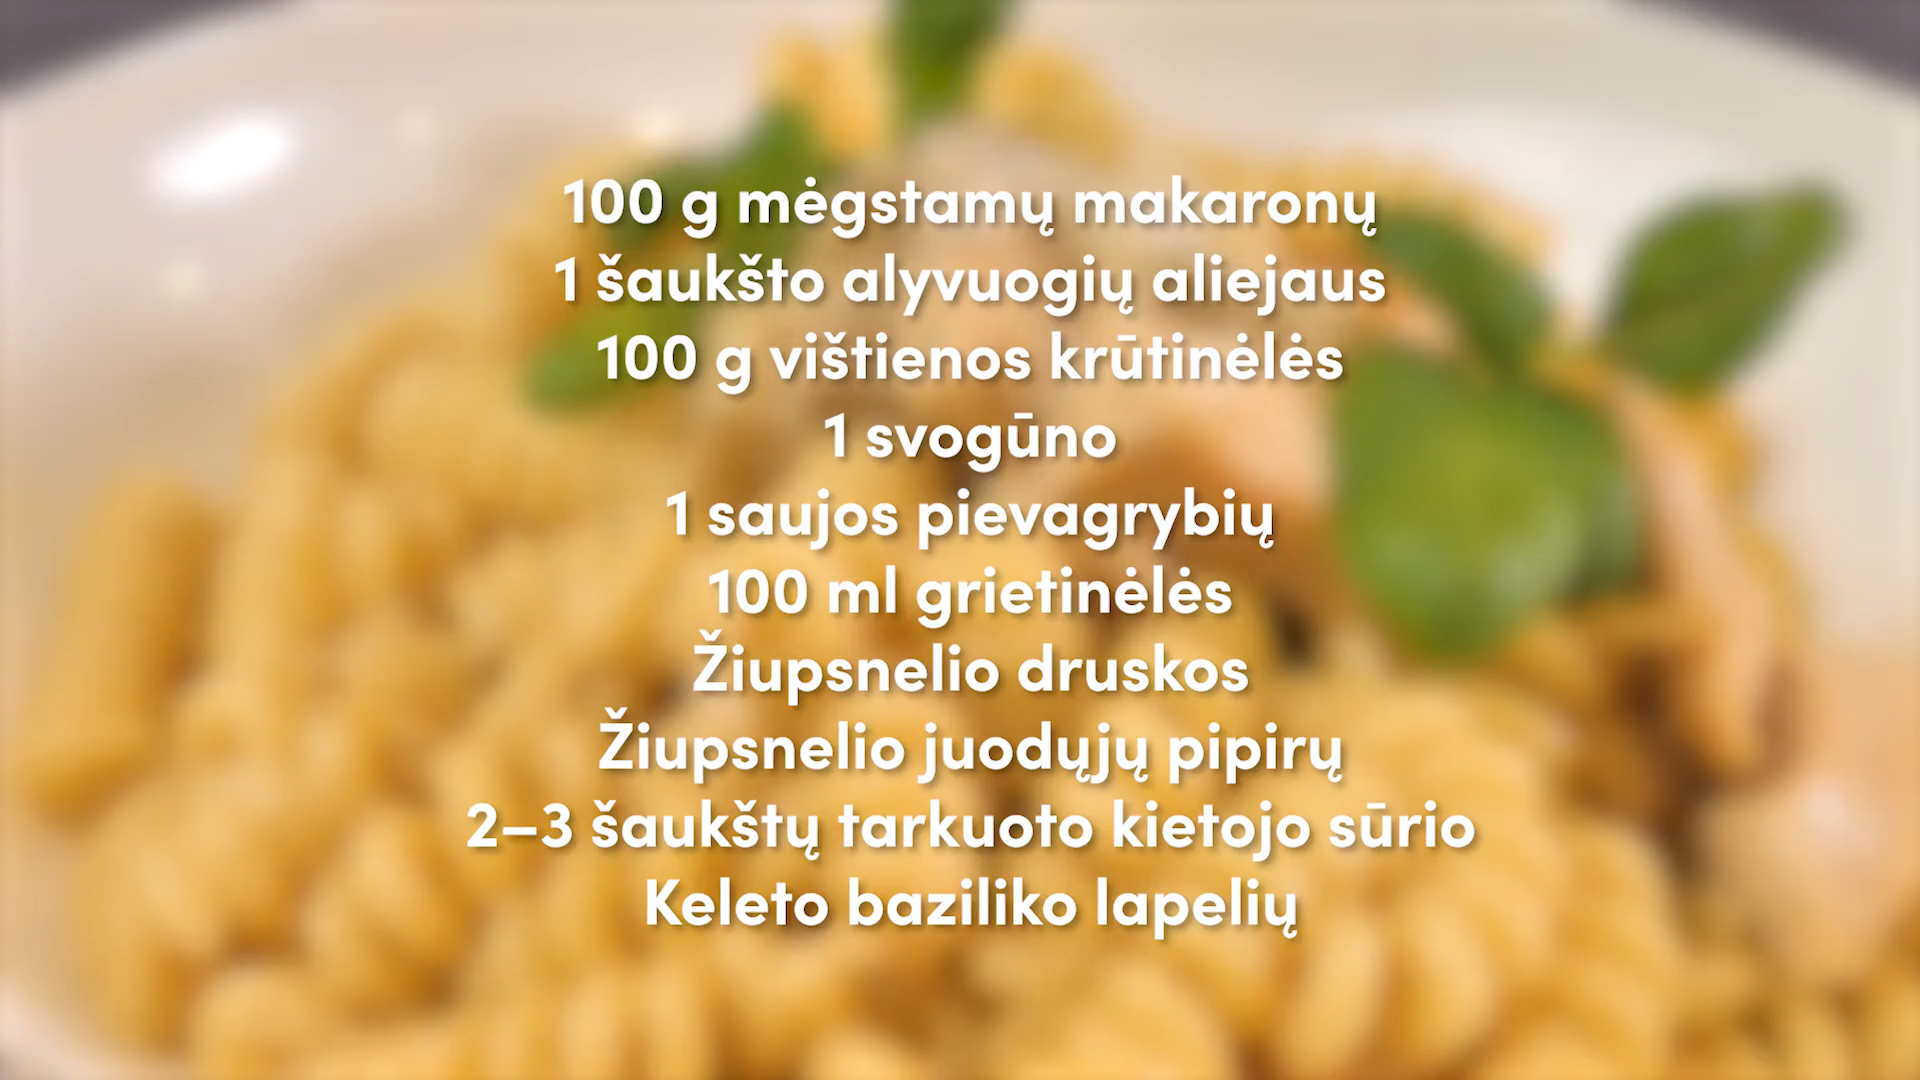 100 g mėgstamų makaronų
1 šaukšto alyvuogių aliejaus
100 g vištienos krūtinėlės
1 svogūno
1 saujos pievagrybių
100 ml grietinėlės
Žiupsnelio druskos
Žiupsnelio juodųjų pipirų
2–3 šaukštų tarkuoto kietojo sūrio
Keleto baziliko lapelių